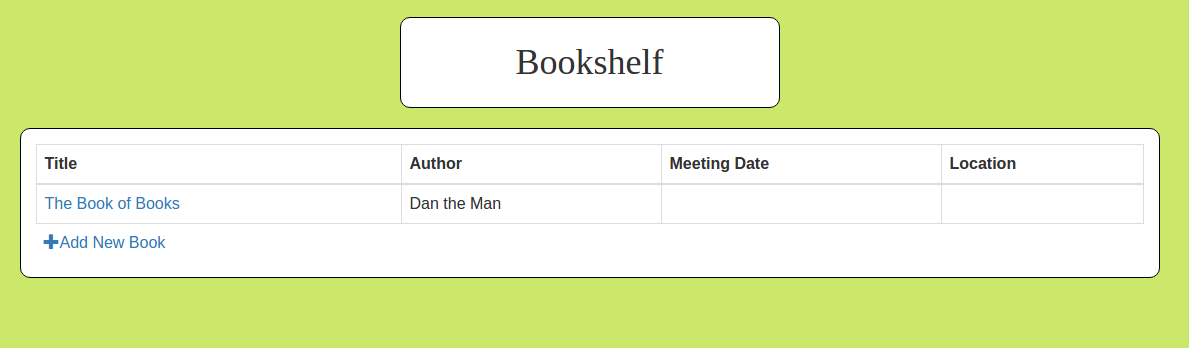 Bookshelf
Title Author Meeting Date Location
The Book of Books Dan the Man
Add New Book